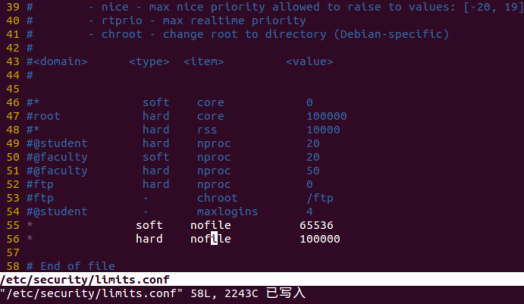 39 #        - nice - max nice priority allowed to raise to values: [-20, 19]
40 #        - rtprio - max realtime priority
41 #        - chroot - change root to directory (Debian-specific)
42 #
43 #<domain>      <type>  <item>         <value>
44 #
45
46 #*               soft    core            0
47 #root            hard    core            100000
48 #*               hard    rss             10000
49 #@student        hard    nproc           20
50 #@faculty        soft    nproc           20
51 #@faculty        hard    nproc           50
52 #ftp             hard    nproc           0
53 #ftp             -       chroot          /ftp
54 #@student        -       maxlogins       4
55 *               soft    nofile          65536
56 *               hard    nofile          100000
57
58 # End of file
/etc/security/limits.conf
"/etc/security/limits.conf" 58L, 2243C 已写入